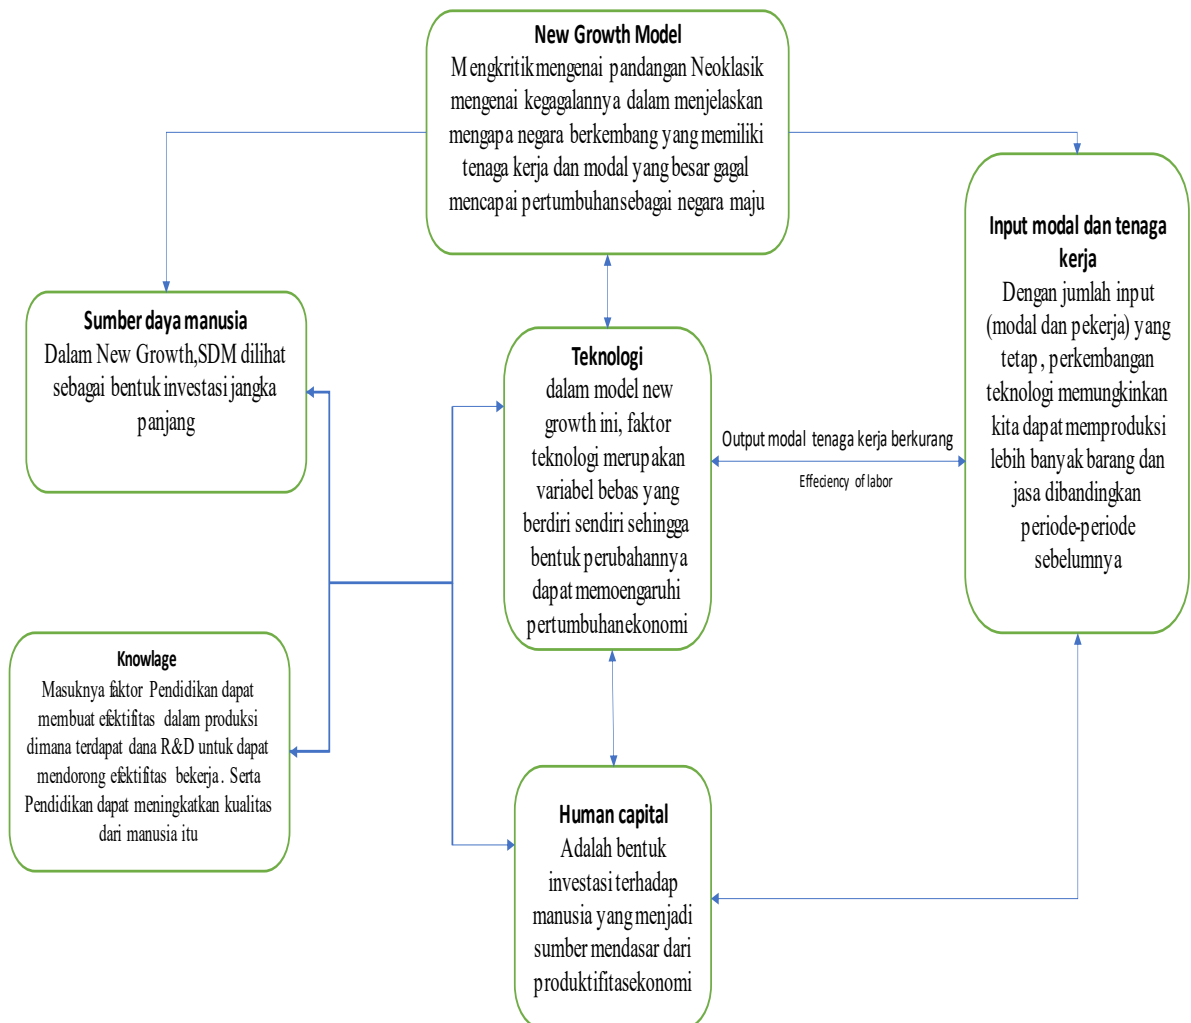 New Growth Model
Mengkritik mengenai pandangan Neoklasik
mengenai kegagalannya dalam menjelaskan
mengapa negara berkembang yang memiliki
tenaga kerja dan modal yang besar gagal
mencapai pertumbuhan sebagai negara maju
Sumber daya manusia
Dalam New Growth,SDM dilihat
sebagai bentuk investasi jangka
panjang
Teknologi
dalam model new
growth ini, faktor
teknologi merupakan
variabel bebas yang
berdiri sendiri sehingga
bentuk perubahannya
dapat memoengaruhi
pertumbuhan ekonomi
Output modal tenaga kerja berkurang
Effeciency of labor
Input modal dan tenaga
kerja
Dengan jumlah input
(modal dan pekerja) yang
tetap, perkembangan
teknologi memungkinkan
kita dapat memproduksi
lebih banyak barang dan
jasa dibandingkan
periode-periode
sebelumnya
Knowlage
Masuknya faktor Pendidikan dapat
membuat efektifitas dalam produksi
dimana terdapat dana R&D untuk dapat
mendorong efektifitas bekerja. Serta
Pendidikan dapat meningkatkan kualitas
dari manusia itu
Human capital
Adalah bentuk
investasi terhadap
manusia yang menjadi
sumber mendasar dari
produktifitas ekonomi